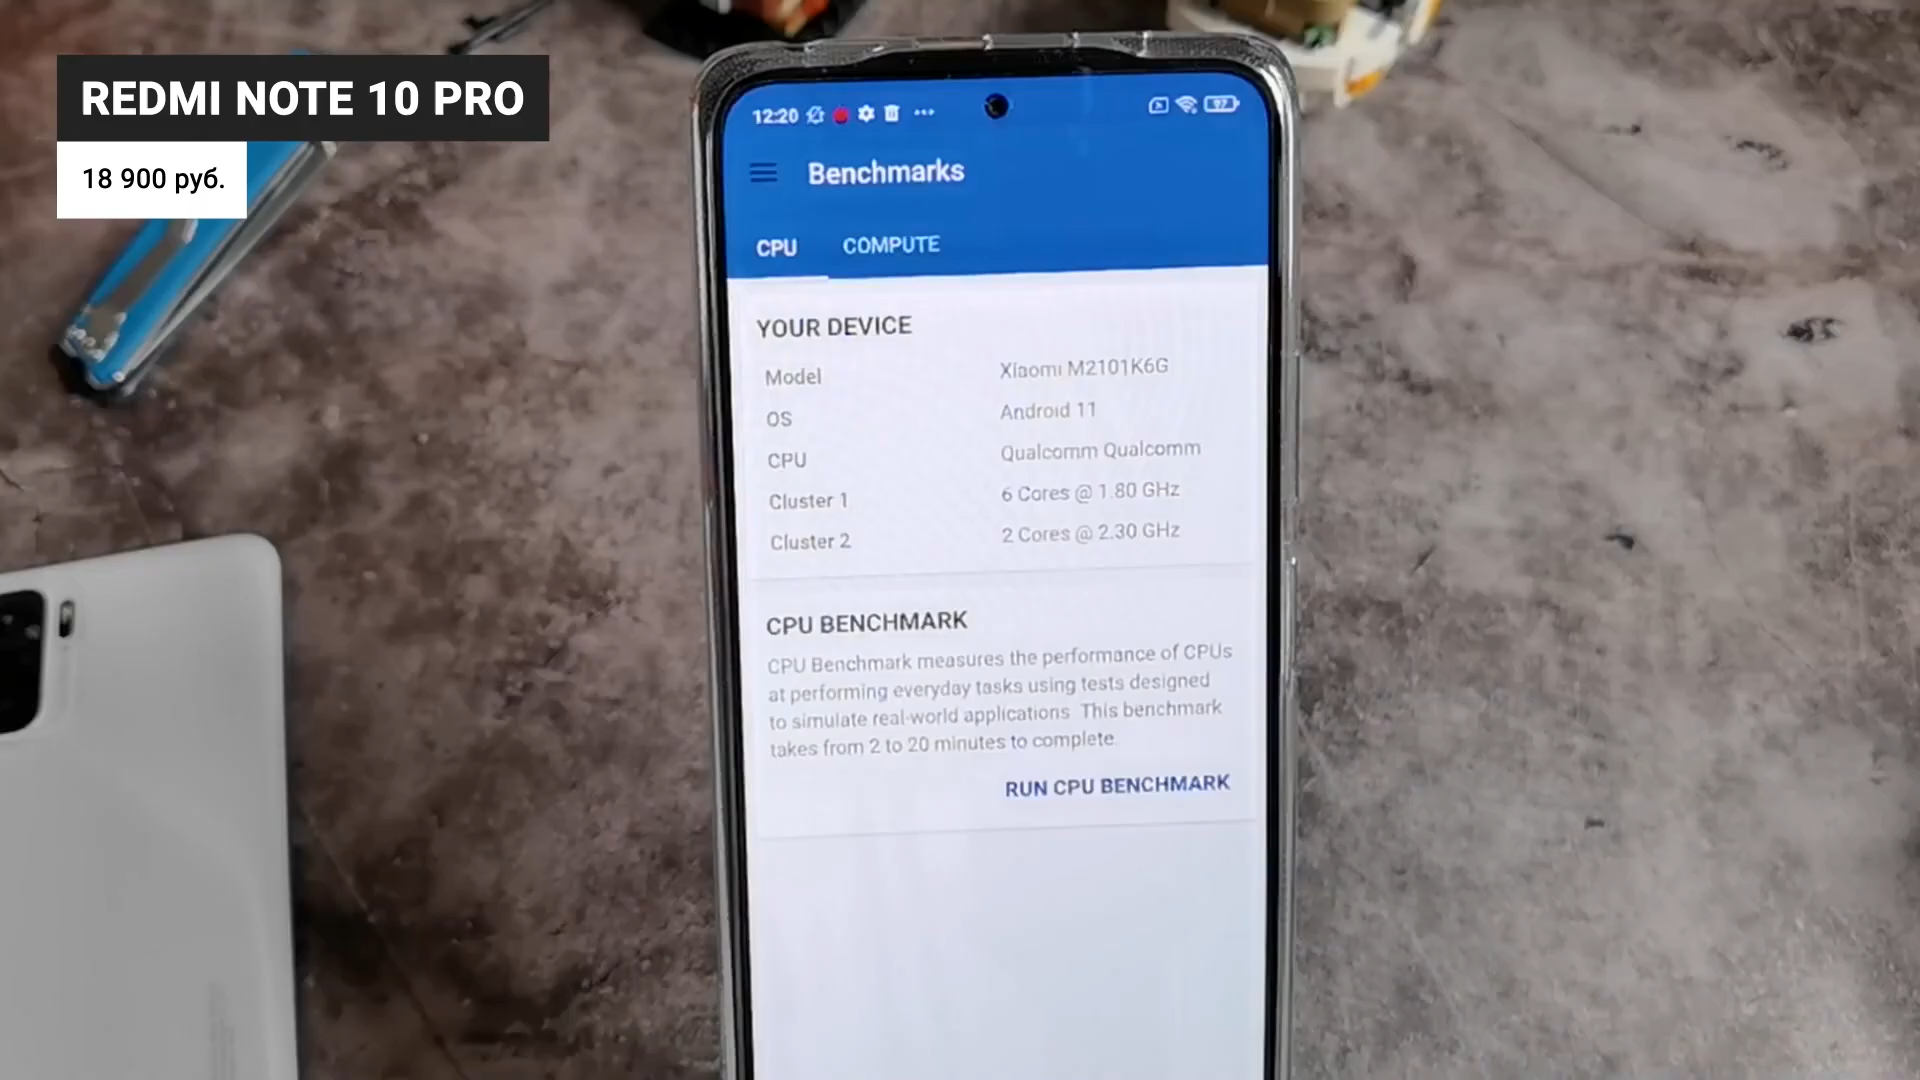 REDMI NOTE 10 PRO
18 900 руб.
12:20
97
Benchmarks
CPU COMPUTE
YOUR DEVICE
Model Xiaomi M2101K6G
OS Android 11
CPU Qualcomm Qualcomm
Cluster 1 6 Cores @ 1.80 GHz
Cluster 2 2 Cores @ 2.30 GHz
CPU BENCHMARK
CPU Benchmark measures the performance of CPUs
at performing everyday tasks using tests designed
to simulate real-world applications. This benchmark
takes from 2 to 20 minutes to complete.
RUN CPU BENCHMARK